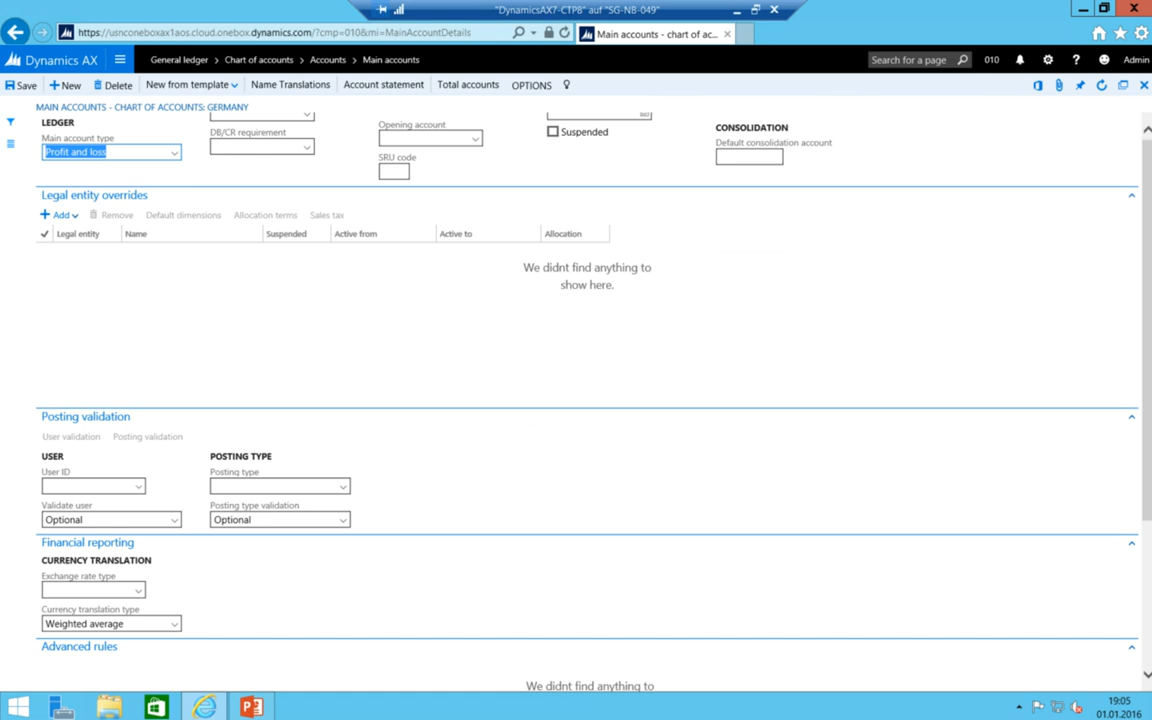 "DynamicsAX7-CTP8" auf "SG-NB-049"
https://usnconeboxax1aos.cloud.onebox.dynamics.com/?cmp=010&mi=MainAccountDetails
Main accounts - chart of ac...
Dynamics AX
General ledger > Chart of accounts > Accounts > Main accounts
Search for a page
010
Admin
Save
New
Delete
New from template
Name Translations
Account statement
Total accounts
OPTIONS
MAIN ACCOUNTS - CHART OF ACCOUNTS: GERMANY
LEDGER
Main account type
Profit and loss
DB/CR requirement
Opening account
SRU code
Suspended
CONSOLIDATION
Default consolidation account
Legal entity overrides
Add
Remove
Default dimensions
Allocation terms
Sales tax
Legal entity
Name
Suspended
Active from
Active to
Allocation
We didnt find anything to
show here.
Posting validation
User validation
Posting validation
USER
User ID
Validate user
Optional
POSTING TYPE
Posting type
Posting type validation
Optional
Financial reporting
CURRENCY TRANSLATION
Exchange rate type
Currency translation type
Weighted average
Advanced rules
We didnt find anything to
19:05
01.01.2016